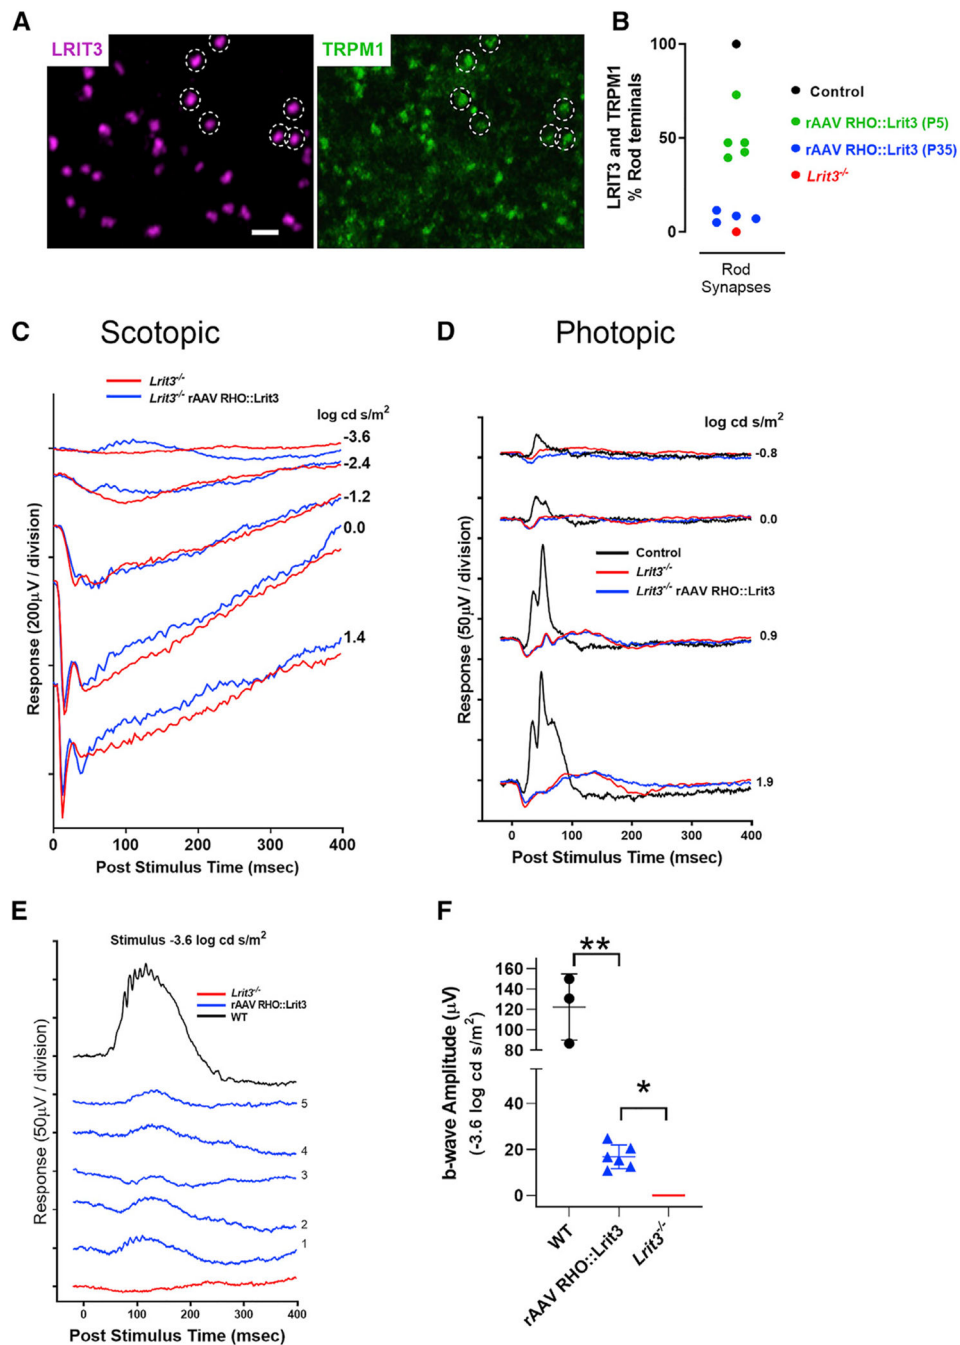 A
LRIT3
TRPM1
B
LRIT3 and TRPM1
% Rod teminals
100
50
0
Rod
Synapses
Control
rAAV RHO::Lrit3 (P5)
rAAV RHO::Lrit3 (P35)
Lrit3-/-
C
Scotopic
Lrit3-/-
Lrit3-/- rAAV RHO::Lrit3
log cd s/m2
-3.6
-2.4
-1.2
0.0
1.4
Response (200µV / division)
0
100
200
300
400
Post Stimulus Time (msec)
D
Photopic
log cd s/m2
-0.8
0.0
Control
Lrit3-/-
Lrit3-/- rAAV RHO::Lrit3
0.9
1.9
Response (50µV / division)
0
100
200
300
400
Post Stimulus Time (msec)
E
Stimulus -3.6 log cd s/m2
Lrit3-/-
rAAV RHO::Lrit3
WT
5
4
3
2
1
Response (50µV / division)
0
100
200
300
400
Post Stimulus Time (msec)
F
**
*
b-wave Amplitude (µV)
(-3.6 log cd s/m2)
160
140
120
100
80
40
20
0
WT
rAAV RHO::Lrit3
Lrit3-/-